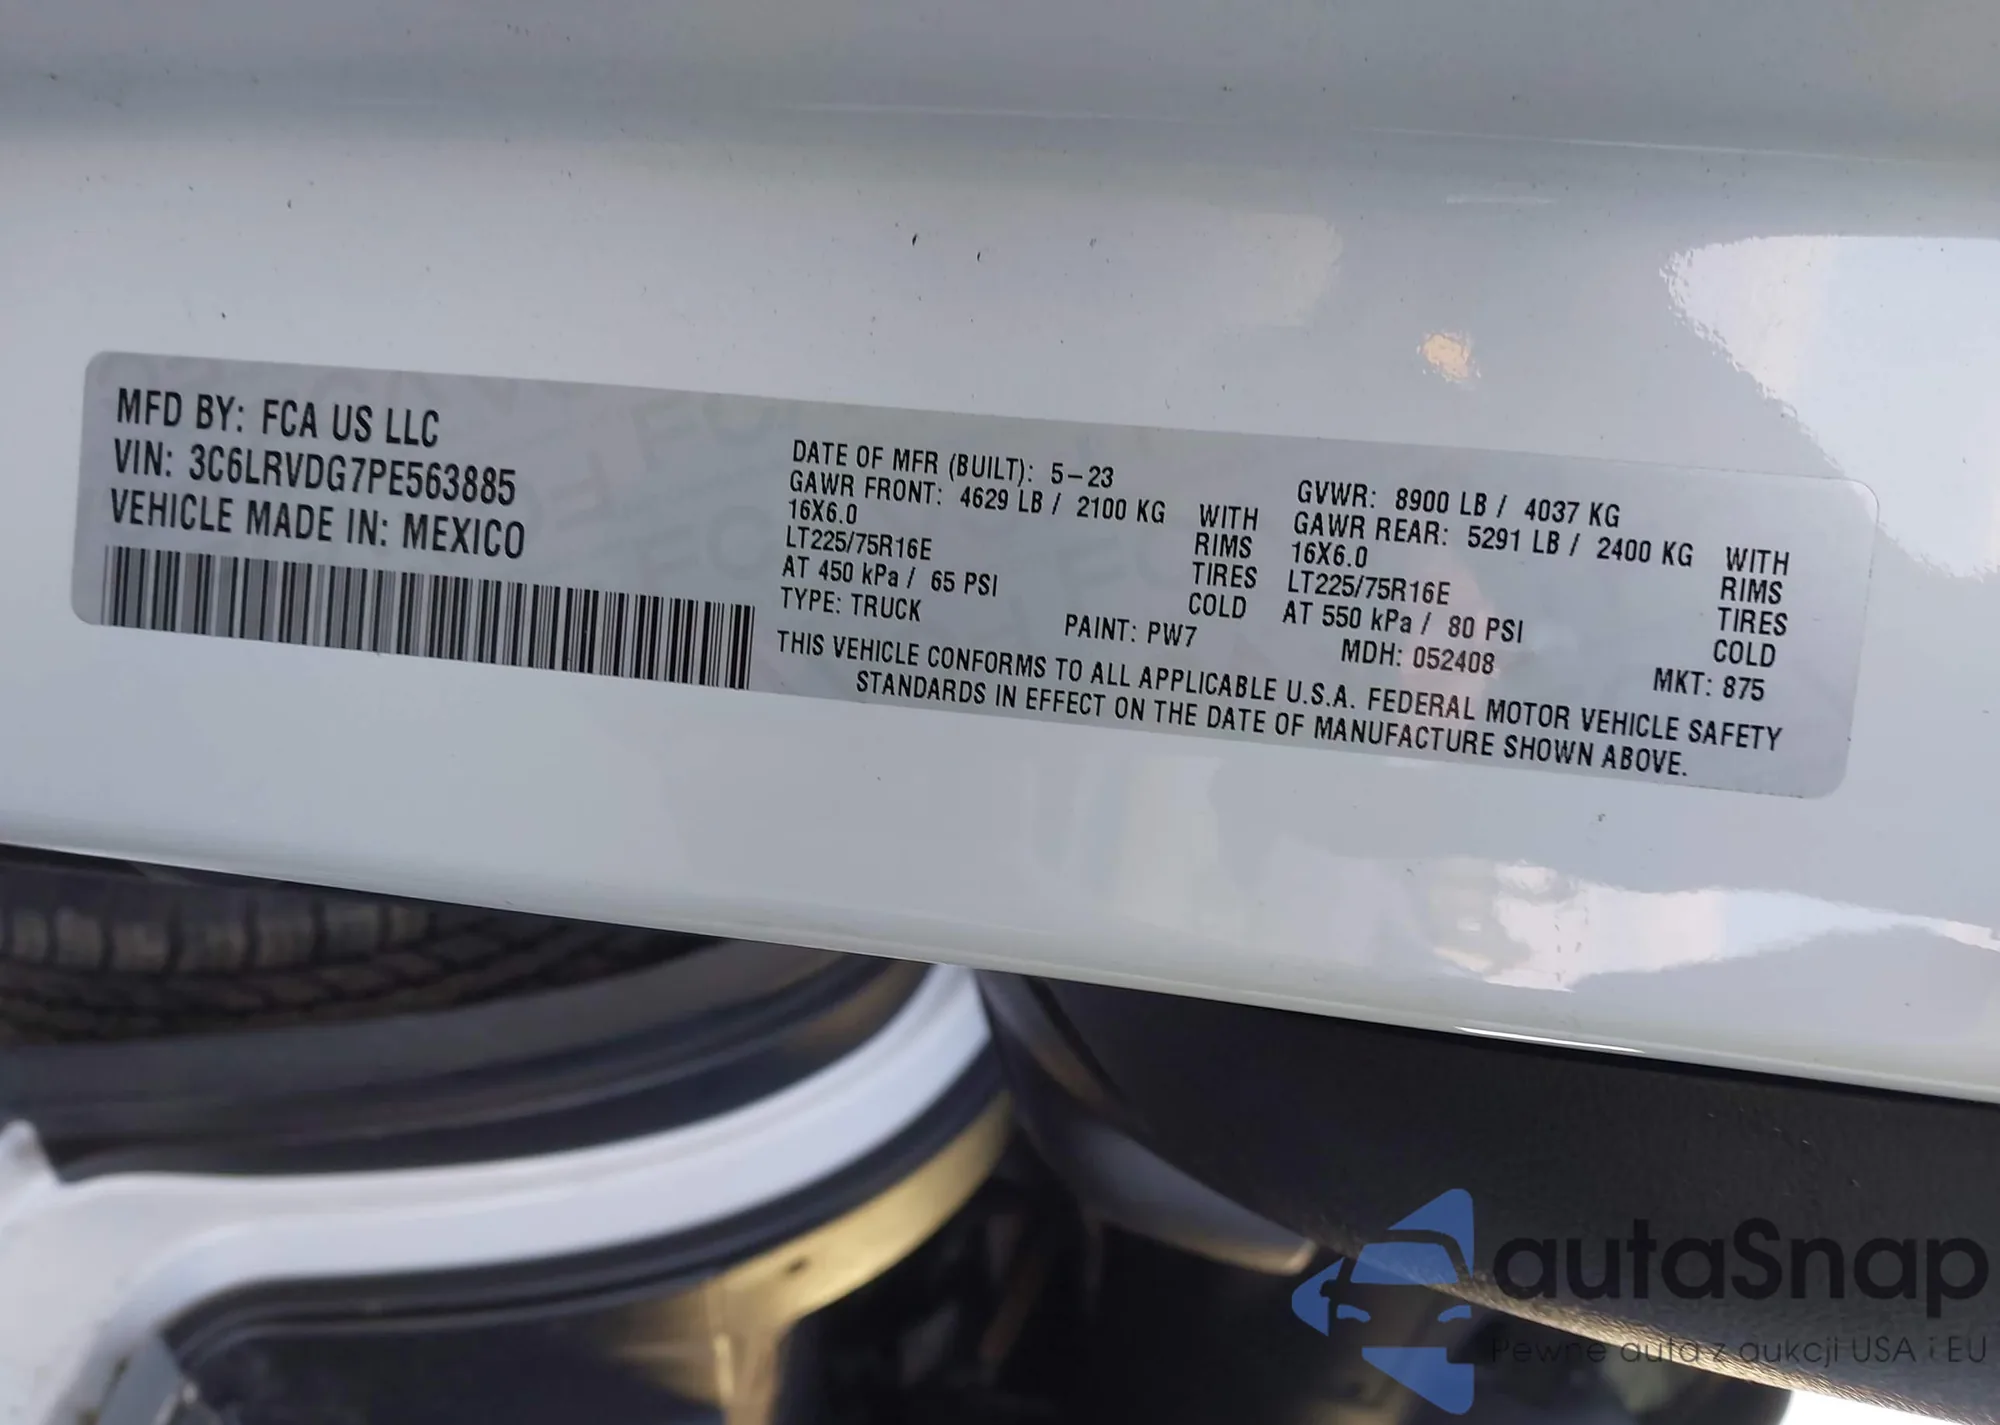 MFD BY: FCA US LLC
VIN: 3C6LRVDG7PE563885
VEHICLE MADE IN: MEXICO
DATE OF MFR (BUILT): 5-23
GAWR FRONT: 4629 LB / 2100 KG WITH
16X6.0 RIMS
LT225/75R16E TIRES
AT 450 kPa / 65 PSI COLD
TYPE: TRUCK
PAINT: PW7
GVWR: 8900 LB / 4037 KG
GAWR REAR: 5291 LB / 2400 KG WITH
16X6.0 RIMS
LT225/75R16E TIRES
AT 550 kPa / 80 PSI COLD
MDH: 052408
MKT: 875
THIS VEHICLE CONFORMS TO ALL APPLICABLE U.S.A. FEDERAL MOTOR VEHICLE SAFETY
STANDARDS IN EFFECT ON THE DATE OF MANUFACTURE SHOWN ABOVE.
autaSnap
Pewne auta z aukcji USA i EU